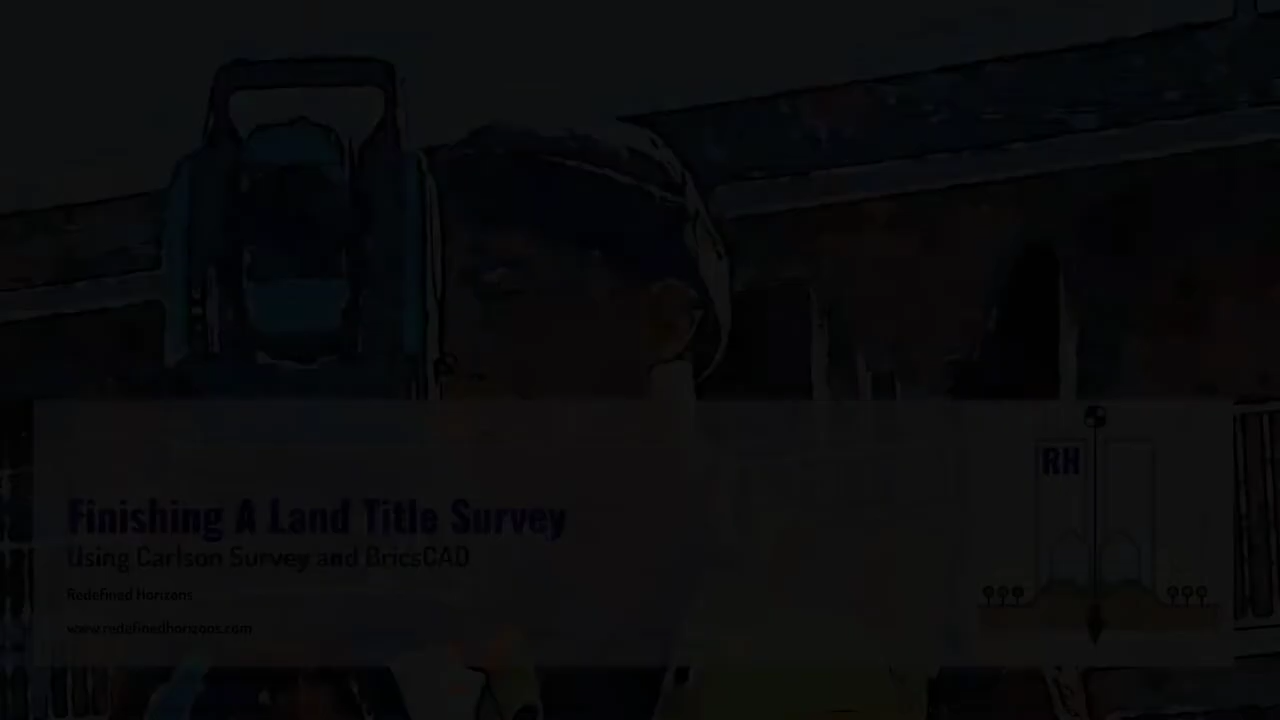 RH
Finishing A Land Title Survey
Using Carlson Survey and BricsCAD
Redefined Horizons
www.redefinedhorizons.com